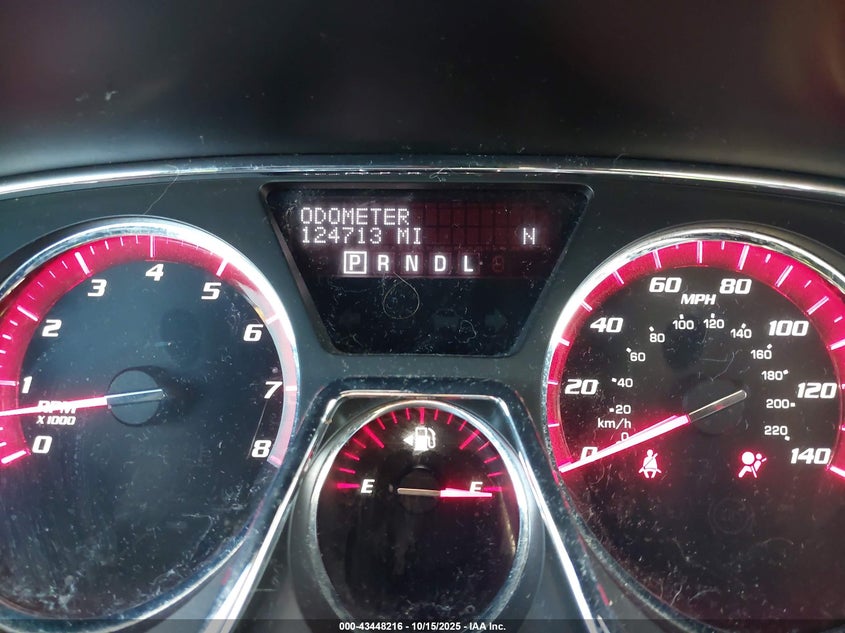 ODOMETER
124713 MI N
P R N D L
0 1 2 3 4 5 6 7 8
RPM
X 1000
E F
0 20 40 60 80 100 120 140
MPH
0 20 40 60 80 100 120 140 160 180 200 220
km/h
000-43448216 - 10/15/2025 - IAA Inc.